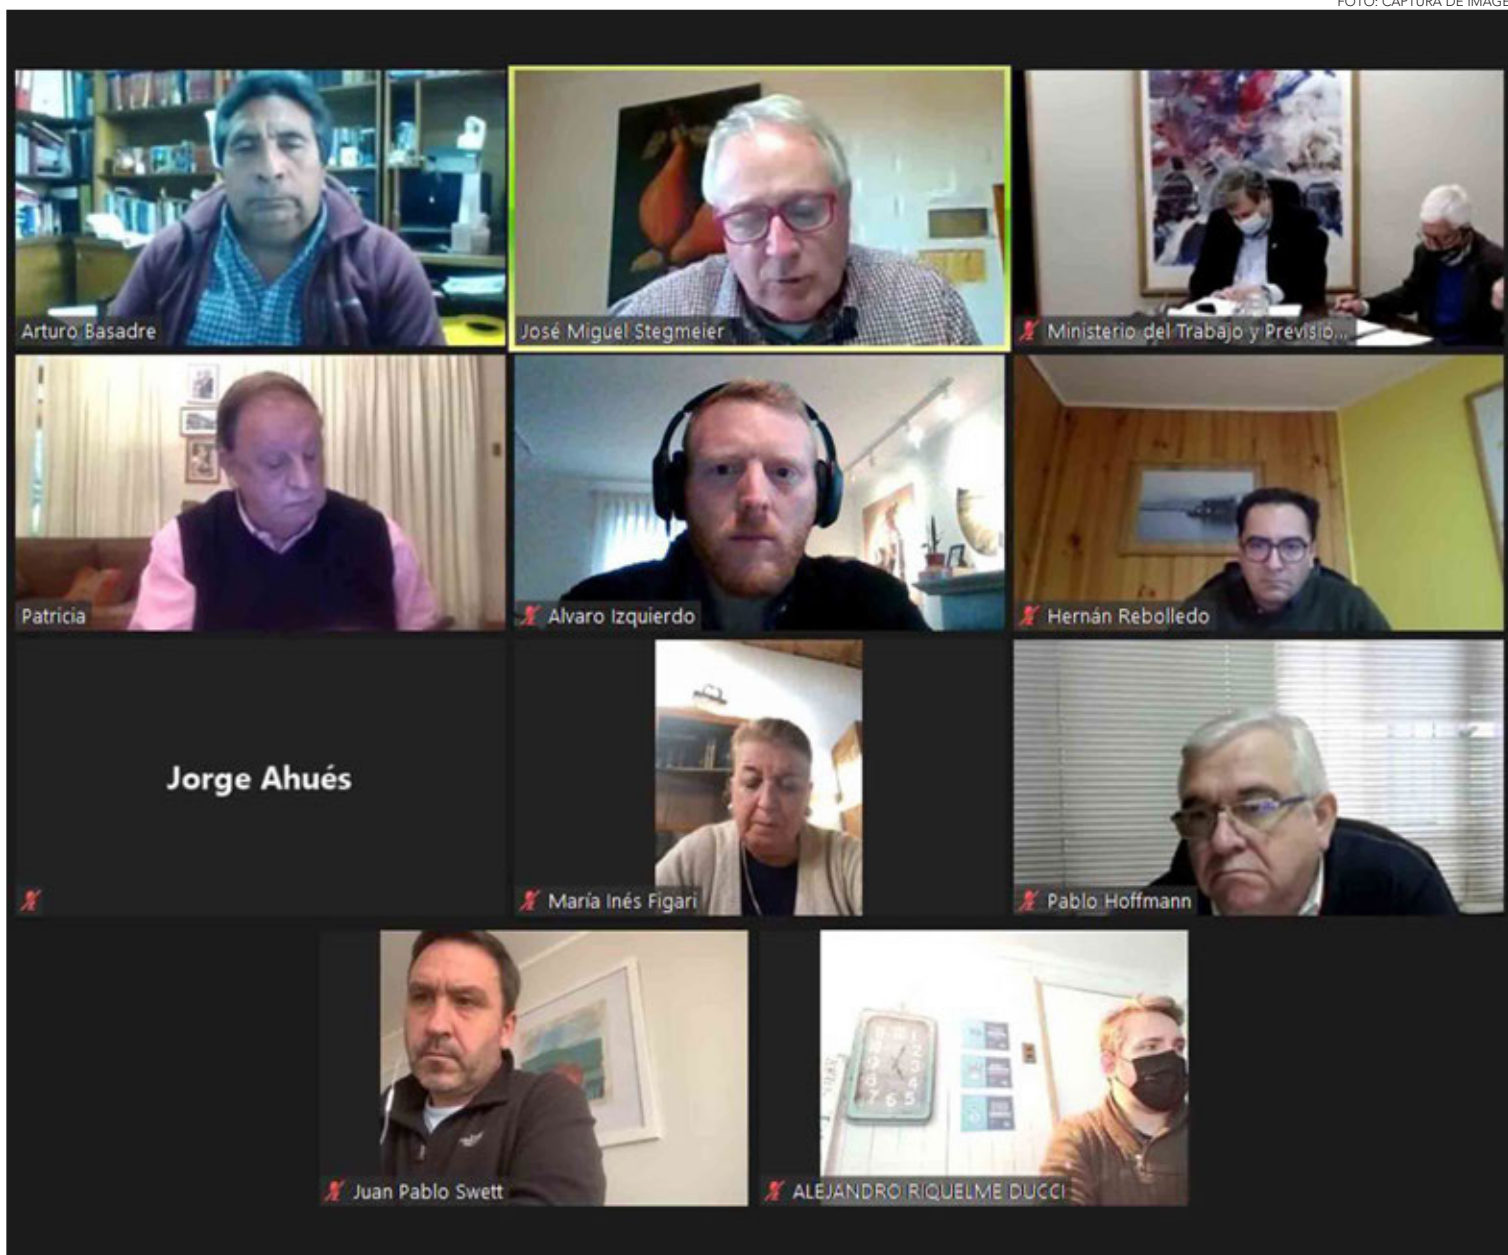 FOTO: CAPTURA DE IMAGE
Arturo Basadre
José Miguel Stegmeier
Ministerio del Trabajo y Previsio...
Patricia
Alvaro Izquierdo
Hernán Rebolledo
Jorge Ahués
María Inés Figari
Pablo Hoffmann
Juan Pablo Swett
ALEJANDRO RIQUELME DUCCI